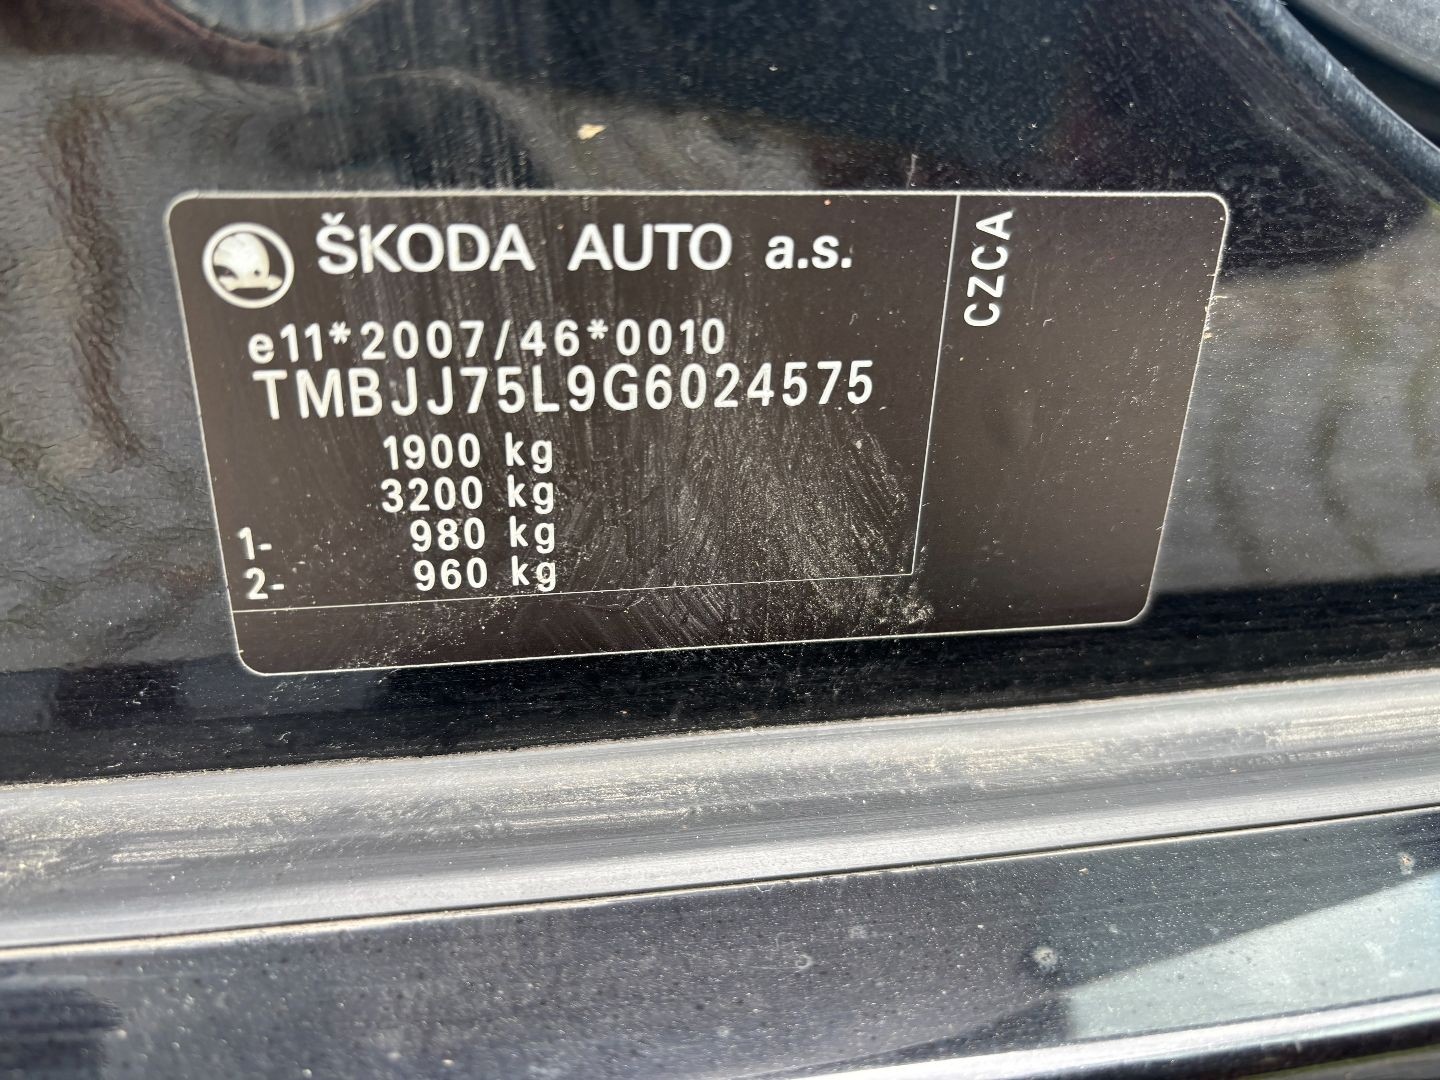 ŠKODA AUTO a.s.
e11*2007/46*0010
TMBJJ75L9G6024575
1900 kg
3200 kg
1- 980 kg
2- 960 kg
CZCA